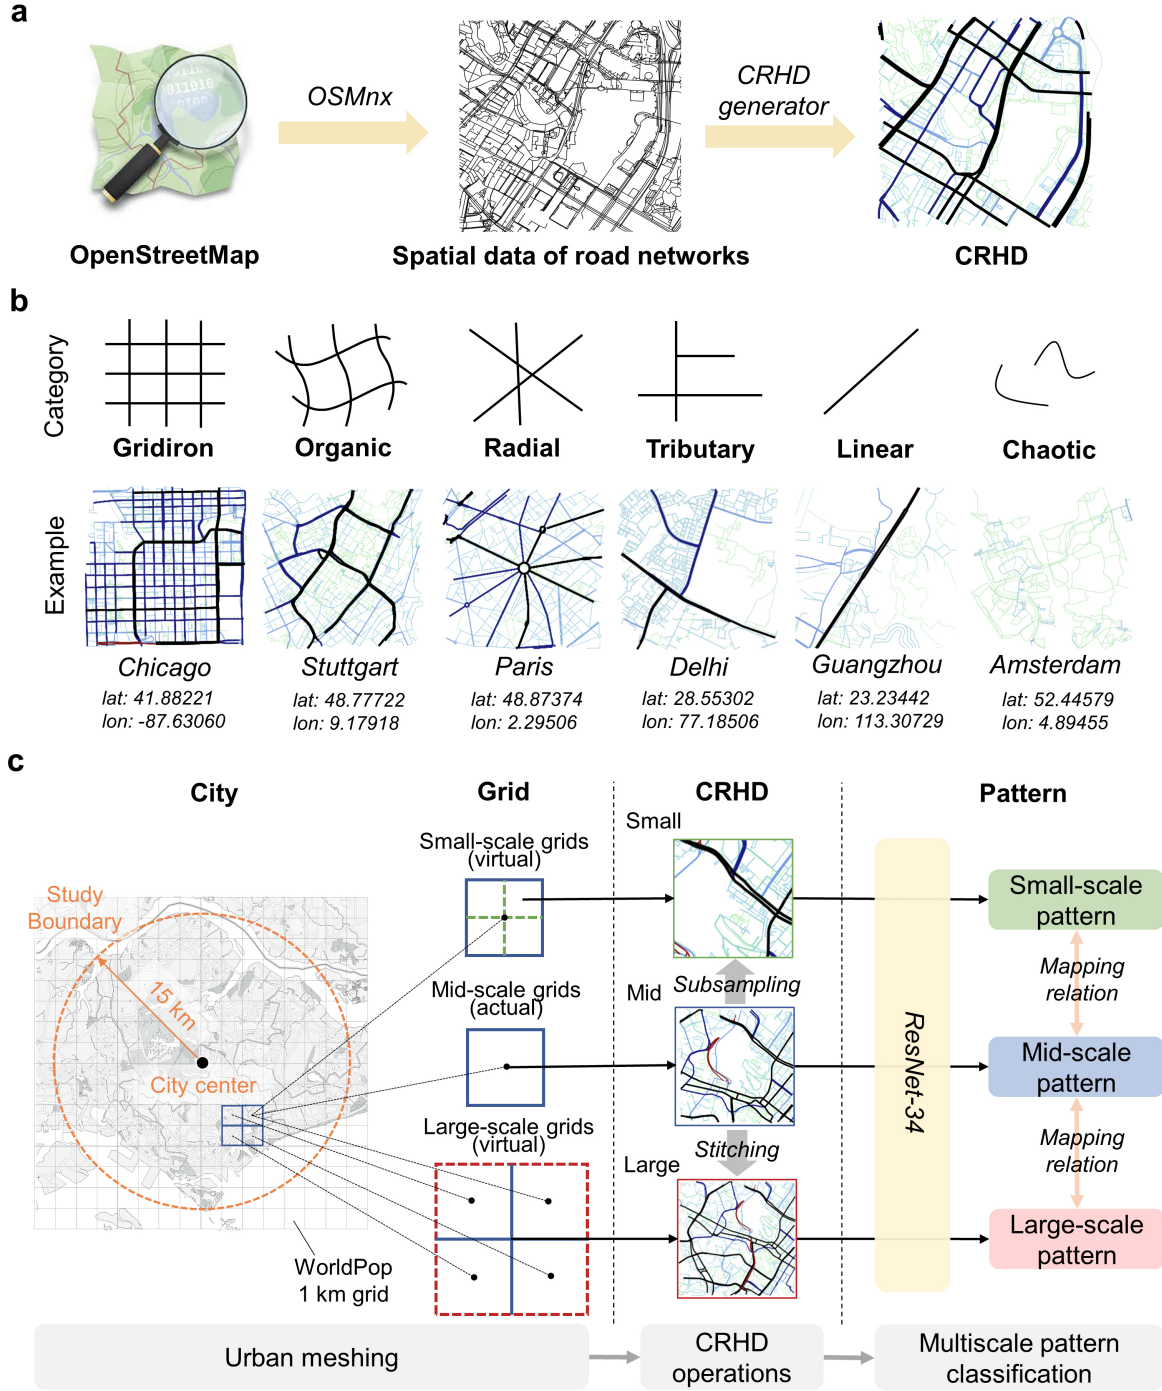 a
OSMnx
CRHD
generator
OpenStreetMap
Spatial data of road networks
CRHD
b
Category
Gridiron
Organic
Radial
Tributary
Linear
Chaotic
Example
Chicago
lat: 41.88221
lon: -87.63060
Stuttgart
lat: 48.77722
lon: 9.17918
Paris
lat: 48.87374
lon: 2.29506
Delhi
lat: 28.55302
lon: 77.18506
Guangzhou
lat: 23.23442
lon: 113.30729
Amsterdam
lat: 52.44579
lon: 4.89455
c
City
Grid
CRHD
Pattern
Study
Boundary
15 km
City center
WorldPop
1 km grid
Small-scale grids
(virtual)
Mid-scale grids
(actual)
Large-scale grids
(virtual)
Small
Subsampling
Mid
Stitching
Large
ResNet-34
Small-scale
pattern
Mapping
relation
Mid-scale
pattern
Mapping
relation
Large-scale
pattern
Urban meshing
CRHD
operations
Multiscale pattern
classification